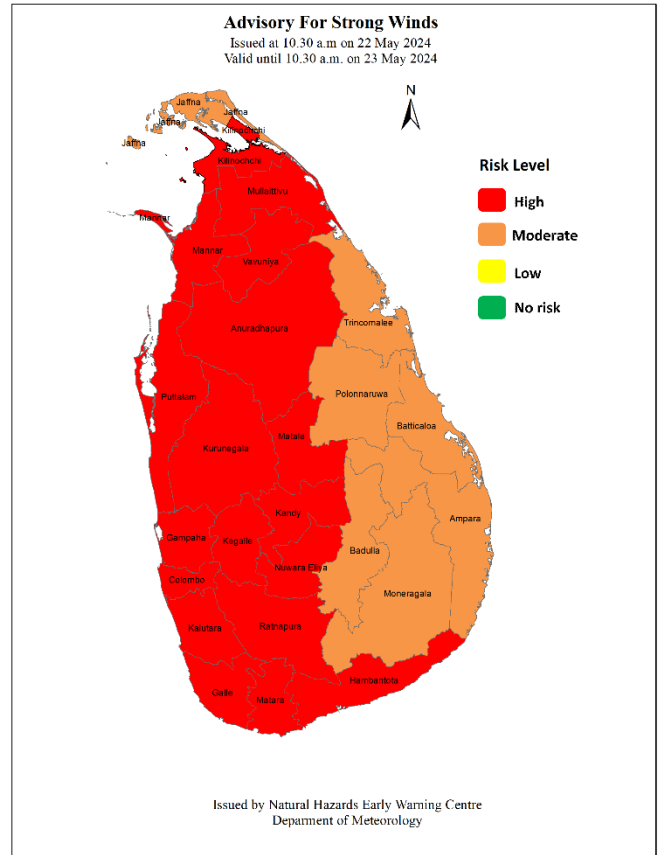 Advisory For Strong Winds
Issued at 10.30 a.m on 22 May 2024
Valid until 10.30 a.m. on 23 May 2024
N
Jaffna
Jaffna
Jaffna
Jaffna
Kilinochchi
Kilinochchi
Mullaitivu
Mannar
Mannar
Vavuniya
Anuradhapura
Trincomalee
Puttalam
Polonnaruwa
Batticaloa
Kurunegala
Matale
Kandy
Ampara
Gampaha
Kegalle
Badulla
Nuwara Eliya
Colombo
Moneragala
Kalutara
Ratnapura
Hambantota
Galle
Matara
Risk Level
High
Moderate
Low
No risk
Issued by Natural Hazards Early Warning Centre
Deparment of Meteorology